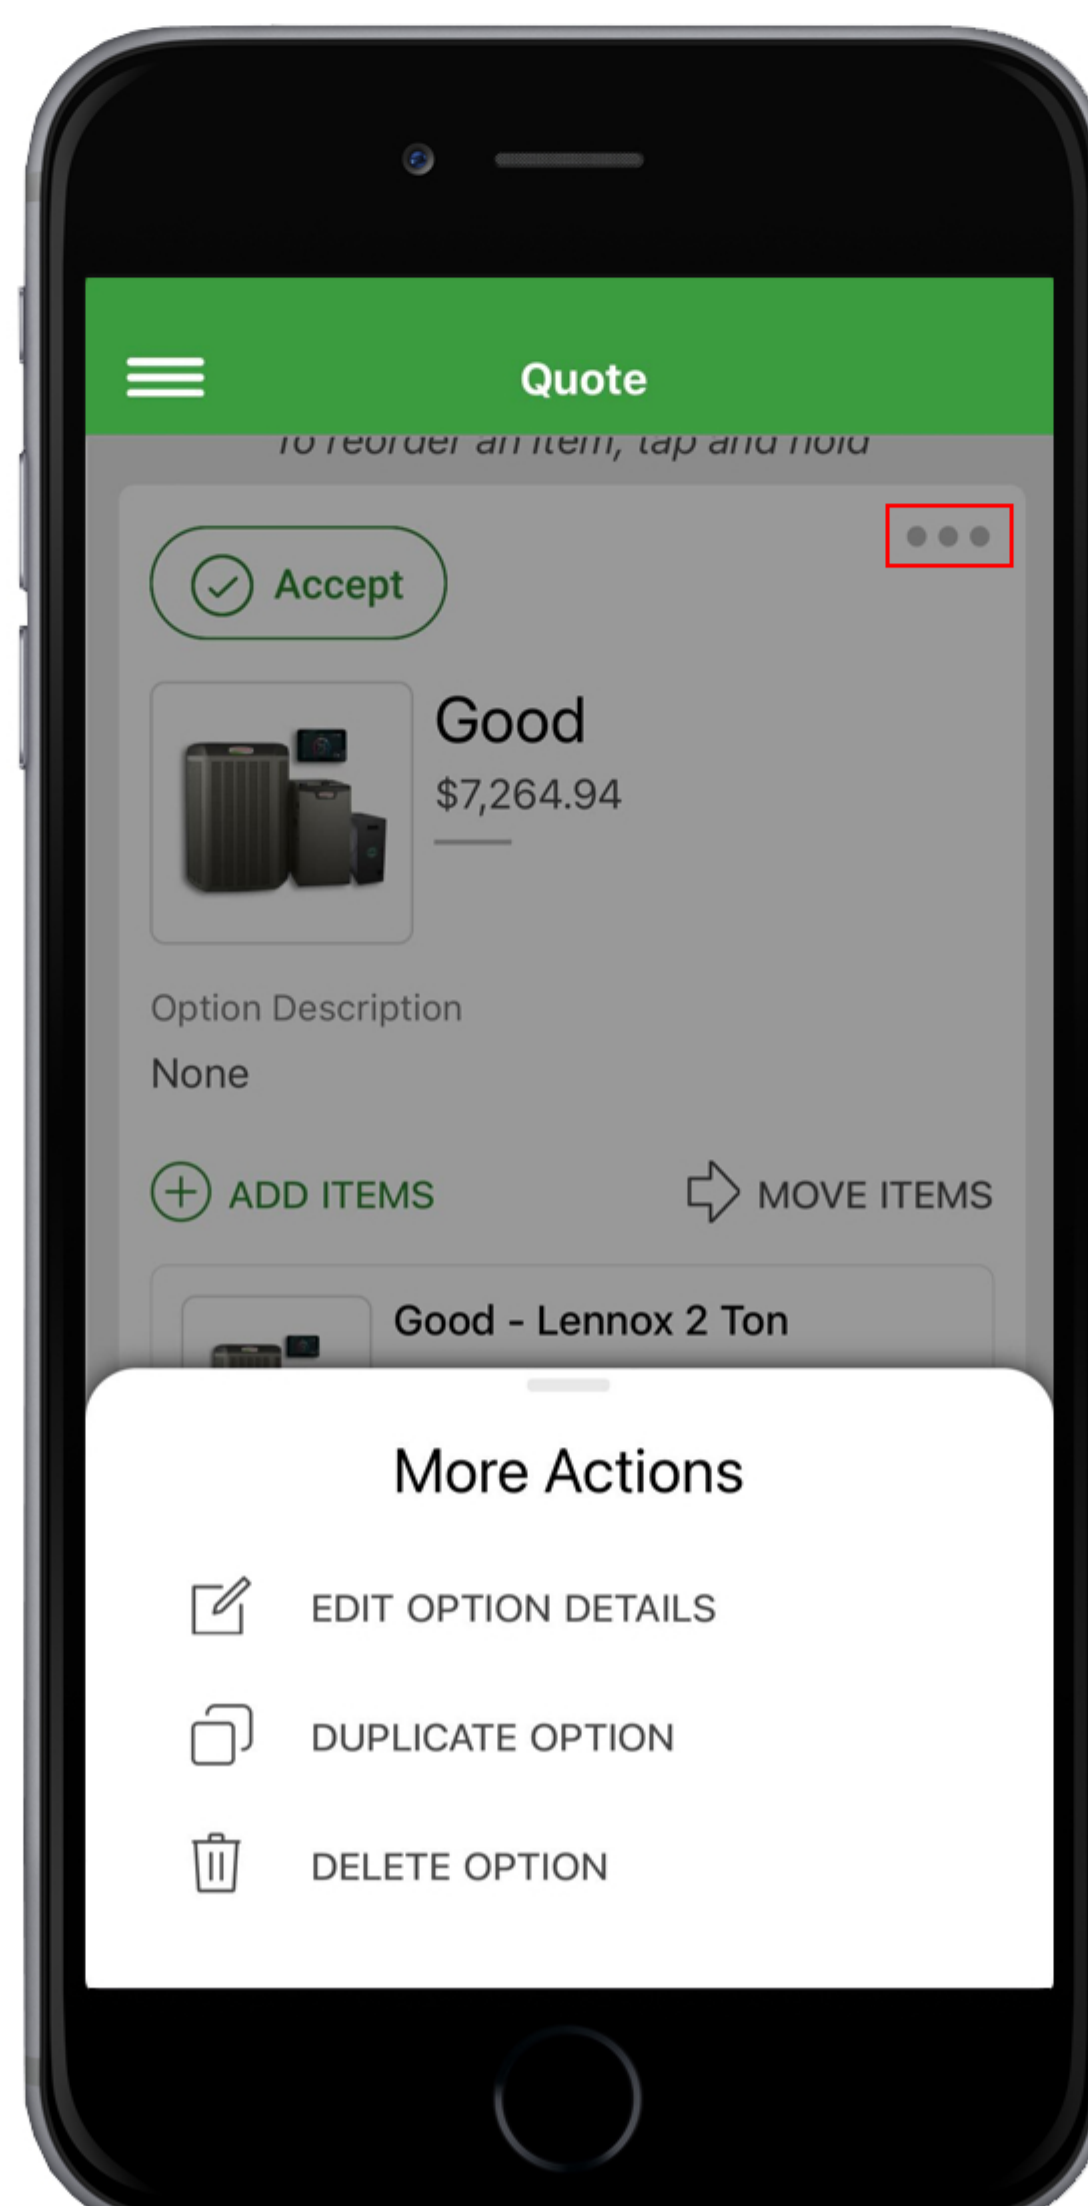 Quote
To reorder an item, tap and hold
Accept
Good
$7,264.94
Option Description
None
ADD ITEMS
MOVE ITEMS
Good - Lennox 2 Ton
More Actions
EDIT OPTION DETAILS
DUPLICATE OPTION
DELETE OPTION